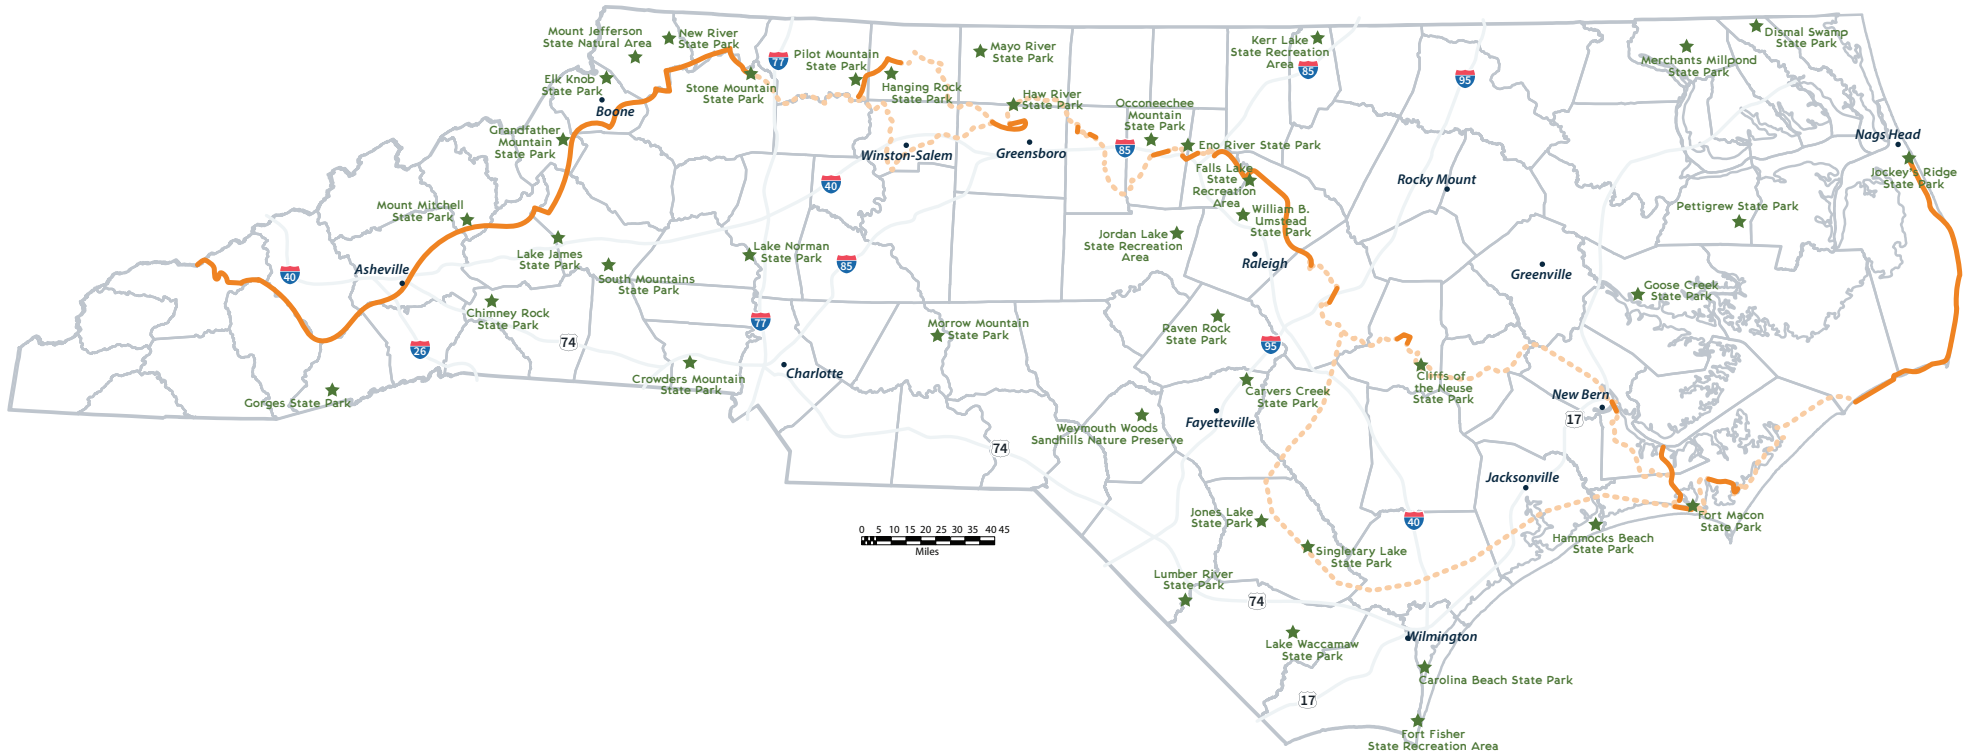 Mount Jefferson
State Natural Area
New River
State Park
77
Pilot Mountain
State Park
Mayo River
State Park
Kerr Lake
State Recreation
Area
85
95
Dismal Swamp
State Park
Merchants Millpond
State Park
Elk Knob
State Park
Boone
Stone Mountain
State Park
Hanging Rock
State Park
Haw River
State Park
Occoneechee
Mountain
State Park
Grandfather
Mountain
State Park
Winston-Salem
Greensboro
85
Eno River State Park
Nags Head
Jockey's Ridge
State Park
Falls Lake
State
Recreation
Area
40
Rocky Mount
Mount Mitchell
State Park
William B.
Umstead
State Park
Pettigrew State Park
Jordan Lake
State Recreation
Area
Lake James
State Park
Lake Norman
State Park
Raleigh
40
Asheville
South Mountains
State Park
85
Greenville
Goose Creek
State Park
Chimney Rock
State Park
74
77
Morrow Mountain
State Park
Raven Rock
State Park
95
26
Crowders Mountain
State Park
Charlotte
Gorges State Park
Carvers Creek
State Park
Cliffs of
the Neuse
State Park
New Bern
17
Fayetteville
Weymouth Woods
Sandhills Nature Preserve
74
Jacksonville
Jones Lake
State Park
40
Fort Macon
State Park
Hammocks Beach
State Park
0 5 10 15 20 25 30 35 40 45
Miles
Singletary Lake
State Park
Lumber River
State Park
74
Lake Waccamaw
State Park
Wilmington
Carolina Beach State Park
17
Fort Fisher
State Recreation Area